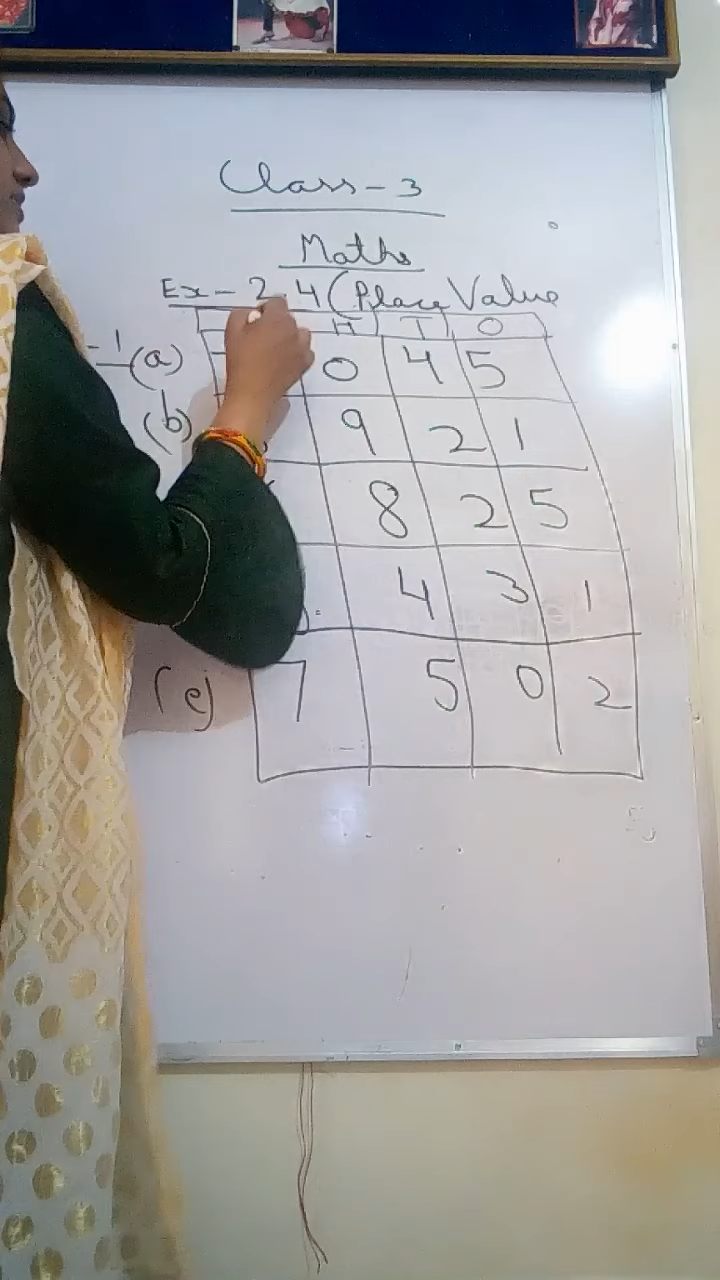 Class-3
Maths
Ex-2.4 (Place Value
H T O
-1 (a) 0 4 5
(b) 9 2 1
8 2 5
4 3 1
(e) 7 5 0 2